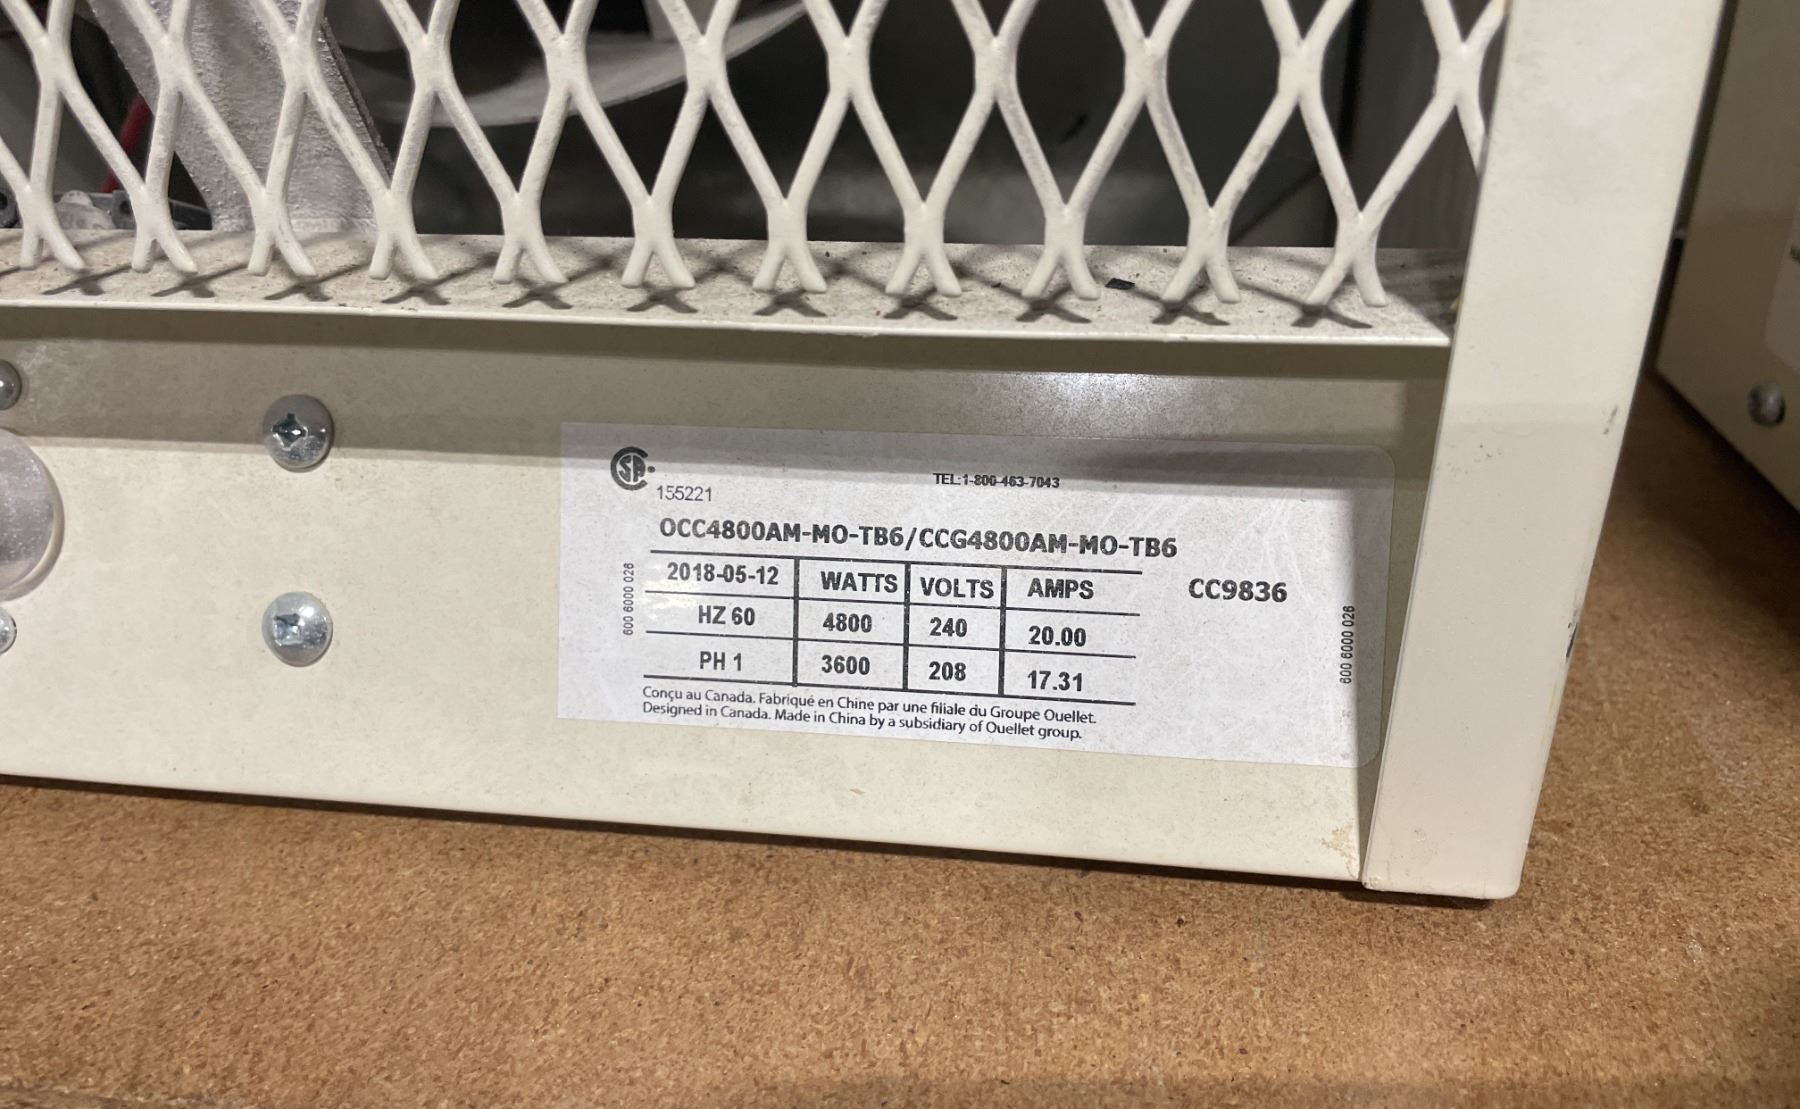 SA
155221
TEL:1-800-463-7043
OCC4800AM-MO-TB6/CCG4800AM-MO-TB6
2018-05-12 WATTS VOLTS AMPS
CC9836
HZ 60 4800 240 20.00
PH 1 3600 208 17.31
600 6000 026
600 6000 026
Conçu au Canada. Fabriqué en Chine par une filiale du Groupe Ouellet.
Designed in Canada. Made in China by a subsidiary of Ouellet group.